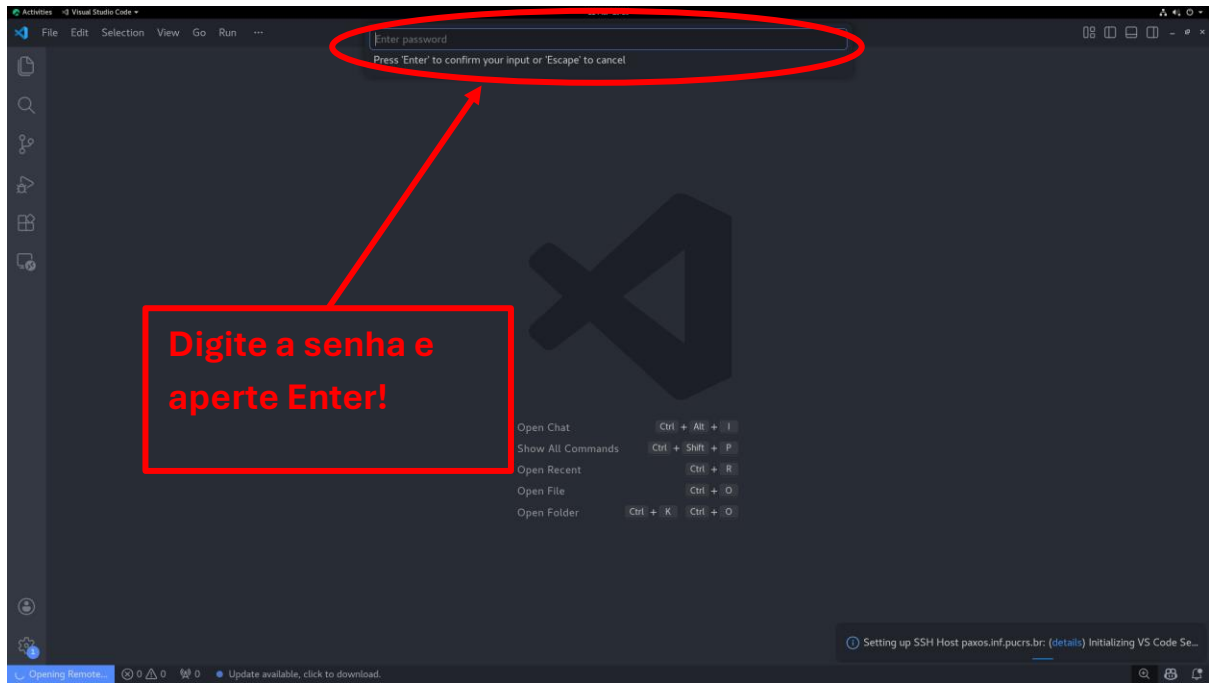 Activities Visual Studio Code
File Edit Selection View Go Run ···
Enter password
Press 'Enter' to confirm your input or 'Escape' to cancel
Digite a senha e
aperte Enter!
Open Chat Ctrl + Alt + I
Show All Commands Ctrl + Shift + P
Open Recent Ctrl + R
Open File Ctrl + O
Open Folder Ctrl + K Ctrl + O
1
Setting up SSH Host paxos.inf.pucrs.br: (details) Initializing VS Code Se...
Opening Remote... 0 0 0 Update available, click to download.